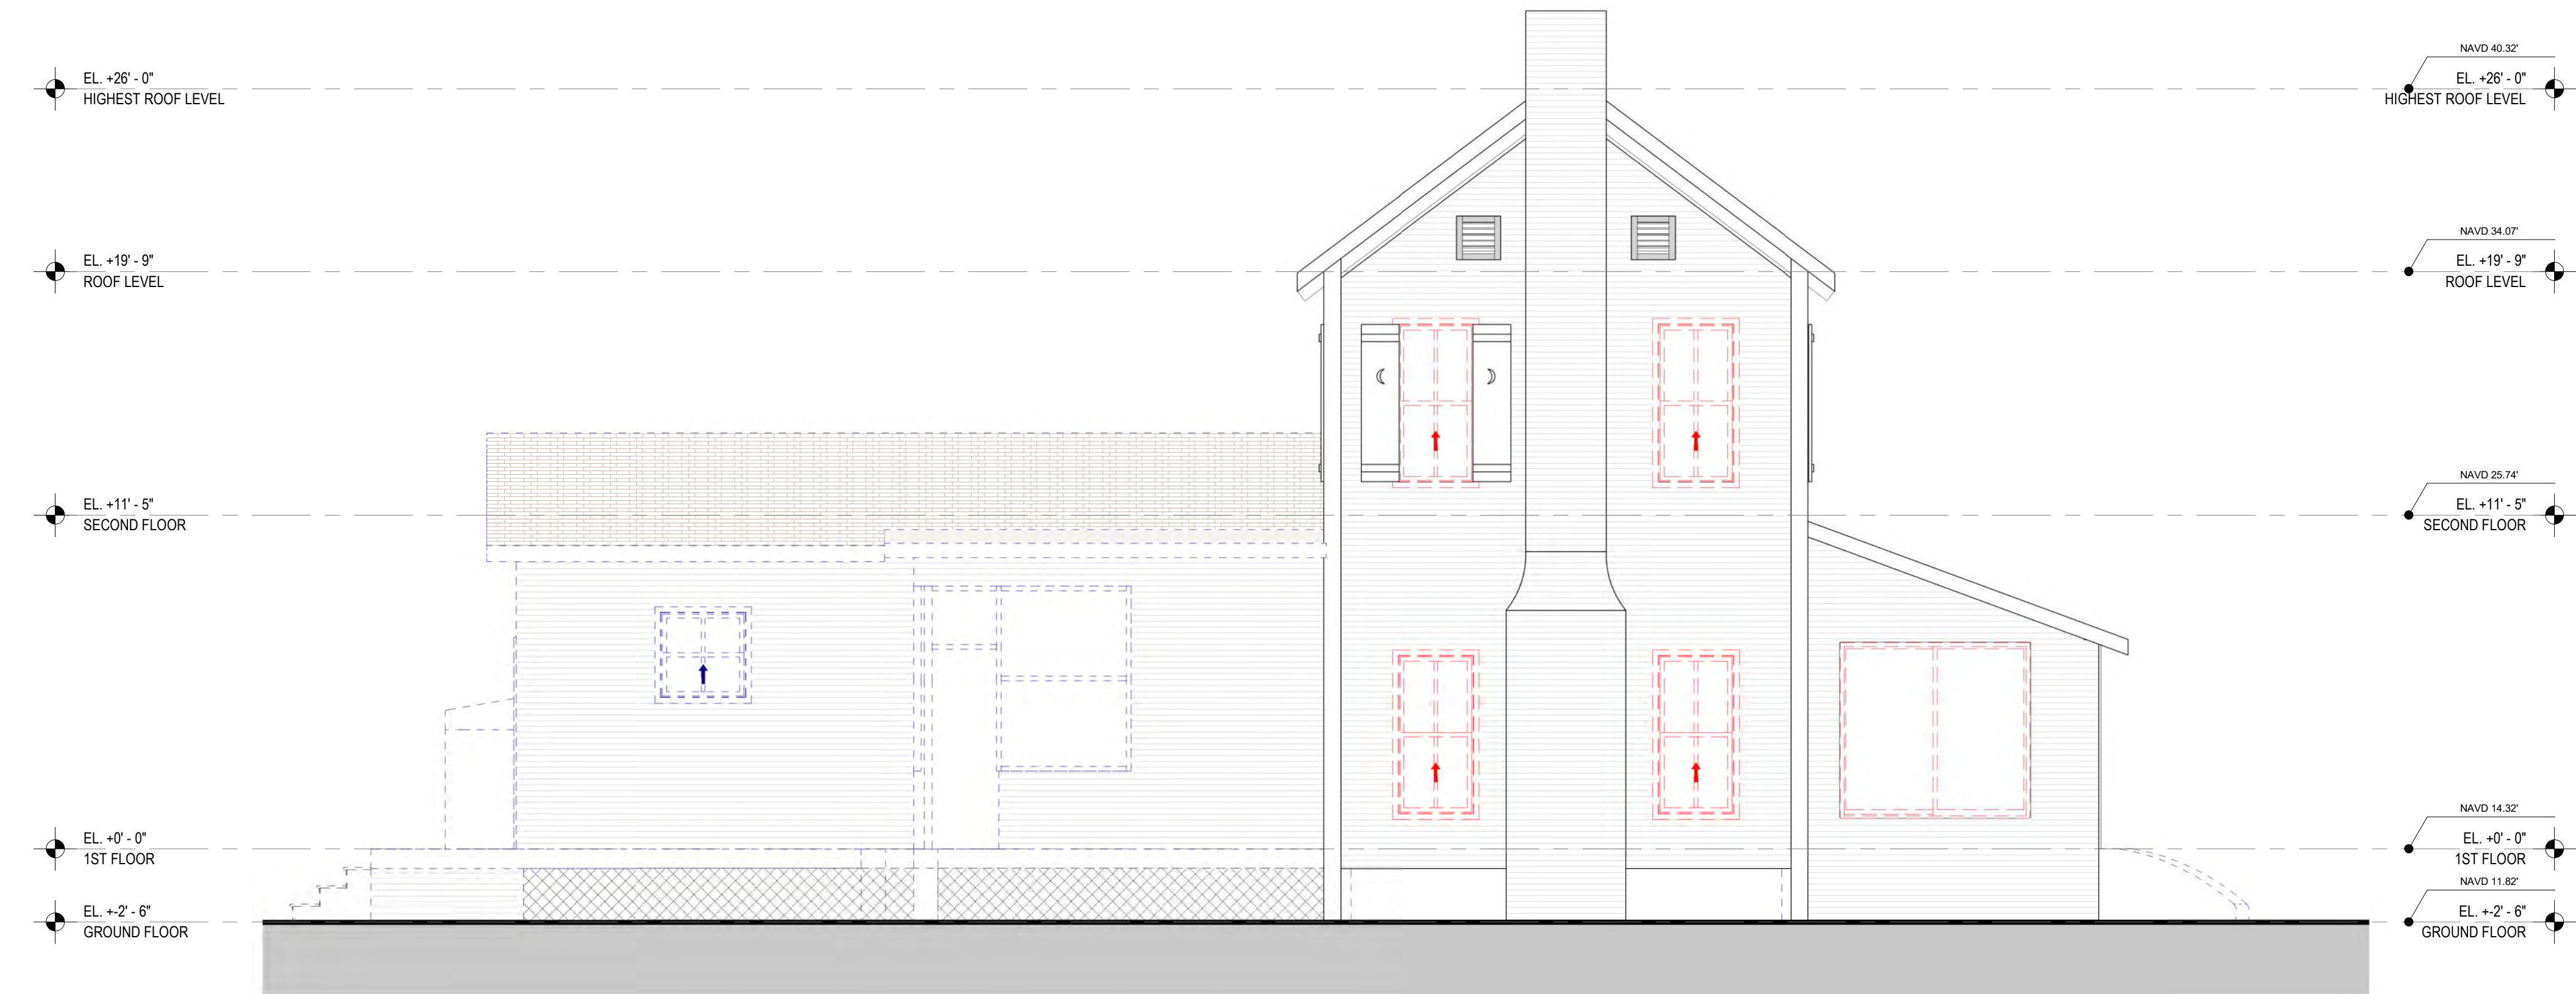 NAVD 40.32'
EL. +26' - 0"
HIGHEST ROOF LEVEL
EL. +26' - 0"
HIGHEST ROOF LEVEL
NAVD 34.07'
EL. +19' - 9"
ROOF LEVEL
EL. +19' - 9"
ROOF LEVEL
NAVD 25.74'
EL. +11' - 5"
SECOND FLOOR
EL. +11' - 5"
SECOND FLOOR
NAVD 14.32'
EL. +0' - 0"
1ST FLOOR
EL. +0' - 0"
1ST FLOOR
NAVD 11.82'
EL. +-2' - 6"
GROUND FLOOR
EL. +-2' - 6"
GROUND FLOOR